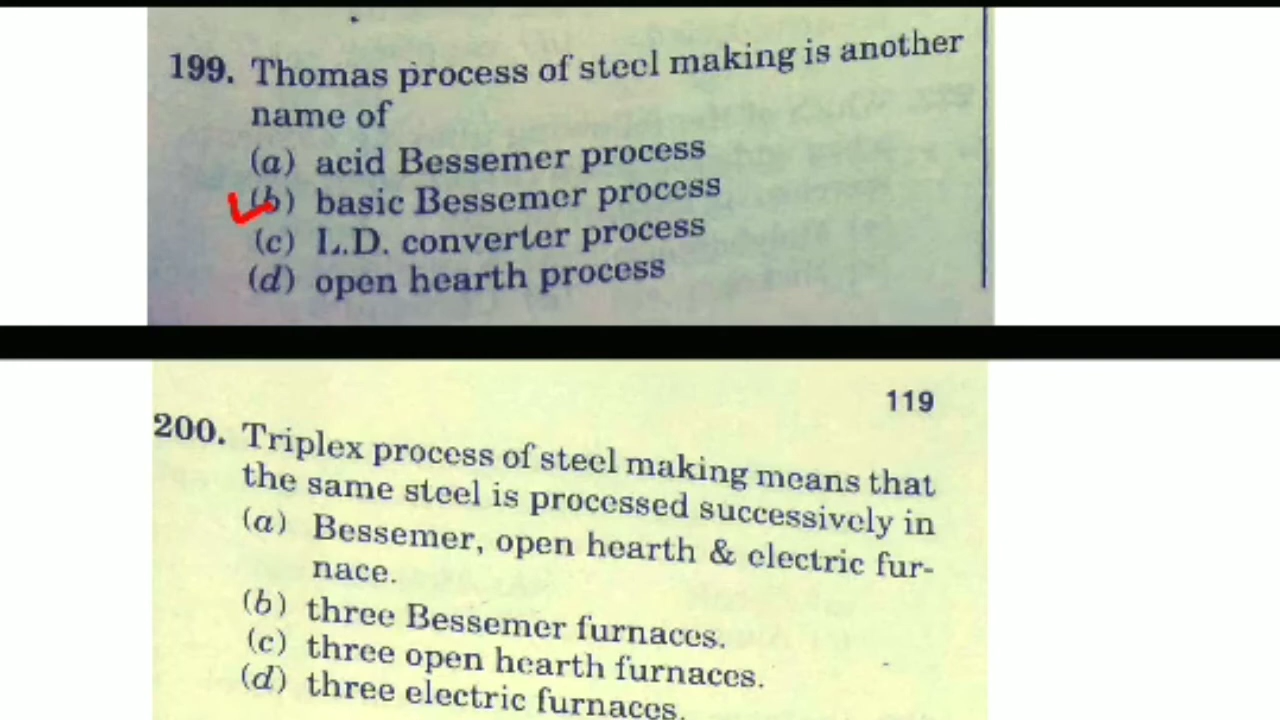 199. Thomas process of steel making is another
name of
(a) acid Bessemer process
(b) basic Bessemer process
(c) L.D. converter process
(d) open hearth process
119
200. Triplex process of steel making means that
the same steel is processed successively in
(a) Bessemer, open hearth & electric fur-
nace.
(b) three Bessemer furnaces.
(c) three open hearth furnaces.
(d) three electric furnaces.